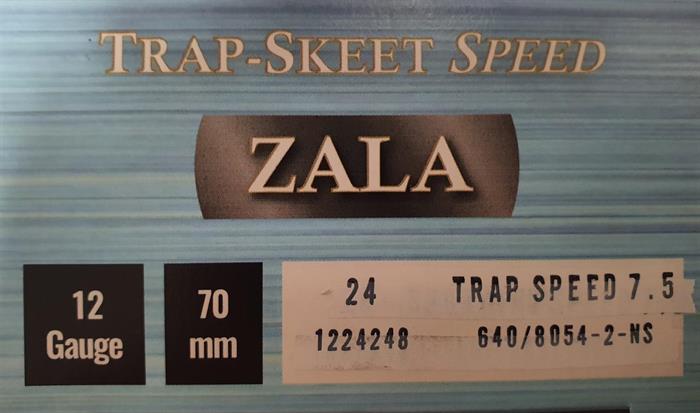 TRAP-SKEET SPEED
ZALA
12
Gauge
70
mm
24 TRAP SPEED 7.5
1224248 640/8054-2-NS